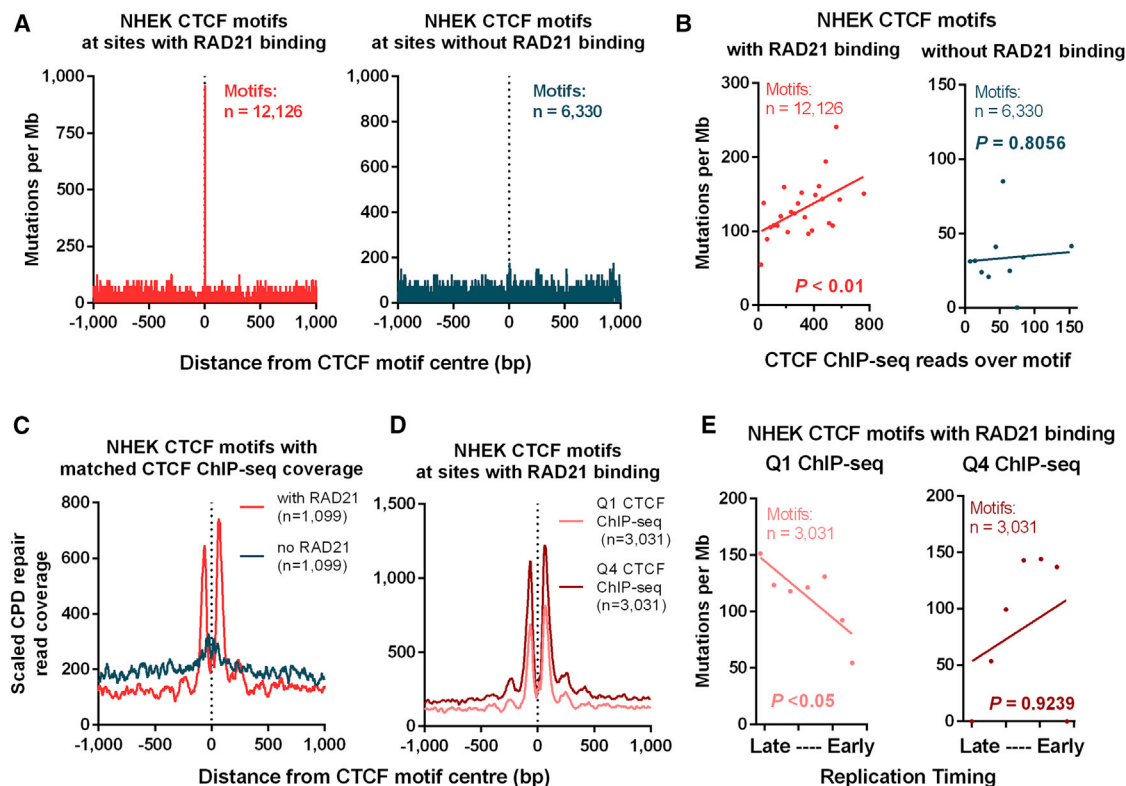 A
NHEK CTCF motifs
at sites with RAD21 binding
Motifs:
n = 12,126
1,000
750
500
250
0
-1,000 -500 0 500 1,000
Mutations per Mb
NHEK CTCF motifs
at sites without RAD21 binding
Motifs:
n = 6,330
1,000
800
600
400
200
0
-1,000 -500 0 500 1,000
Distance from CTCF motif centre (bp)
B
NHEK CTCF motifs
with RAD21 binding
Motifs:
n = 12,126
P < 0.01
300
200
100
0
0 400 800
Mutations per Mb
without RAD21 binding
Motifs:
n = 6,330
P = 0.8056
150
100
50
0
0 50 100 150
CTCF ChIP-seq reads over motif
C
NHEK CTCF motifs with
matched CTCF ChIP-seq coverage
with RAD21
(n=1,099)
no RAD21
(n=1,099)
800
600
400
200
0
-1,000 -500 0 500 1,000
Scaled CPD repair
read coverage
D
NHEK CTCF motifs
at sites with RAD21 binding
Q1 CTCF
ChIP-seq
(n=3,031)
Q4 CTCF
ChIP-seq
(n=3,031)
1,500
1,000
500
0
-1,000 -500 0 500 1,000
Distance from CTCF motif centre (bp)
E
NHEK CTCF motifs with RAD21 binding
Q1 ChIP-seq
Motifs:
n = 3,031
P <0.05
200
150
100
50
0
Late ---- Early
Mutations per Mb
Q4 ChIP-seq
Motifs:
n = 3,031
P = 0.9239
200
150
100
50
0
Late ---- Early
Replication Timing